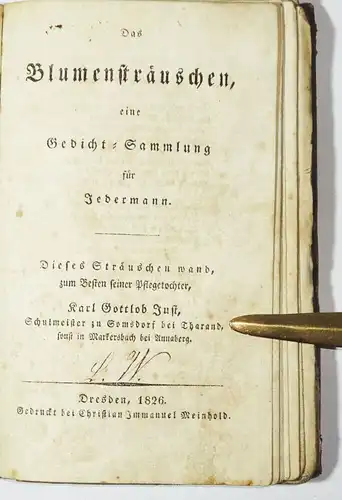 Das
Blumensträuschen,
eine
Gedicht-Sammlung
für
Jedermann.
Dieses Sträuschen wand,
zum Besten seiner Pflegetochter,
Karl Gottlob Just,
Schulmeister zu Somsdorf bei Tharand,
sonst in Markersbach bei Annaberg.
Dresden, 1826.
Gedruckt bei Christian Immanuel Meinhold.